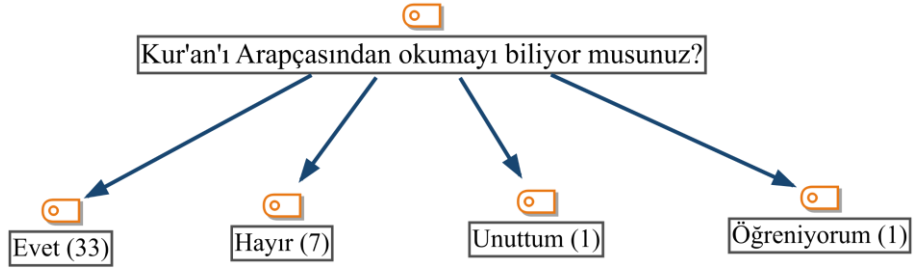 Kur'an'ı Arapçasından okumayı biliyor musunuz?
Evet (33)
Hayır (7)
Unuttum (1)
Öğreniyorum (1)